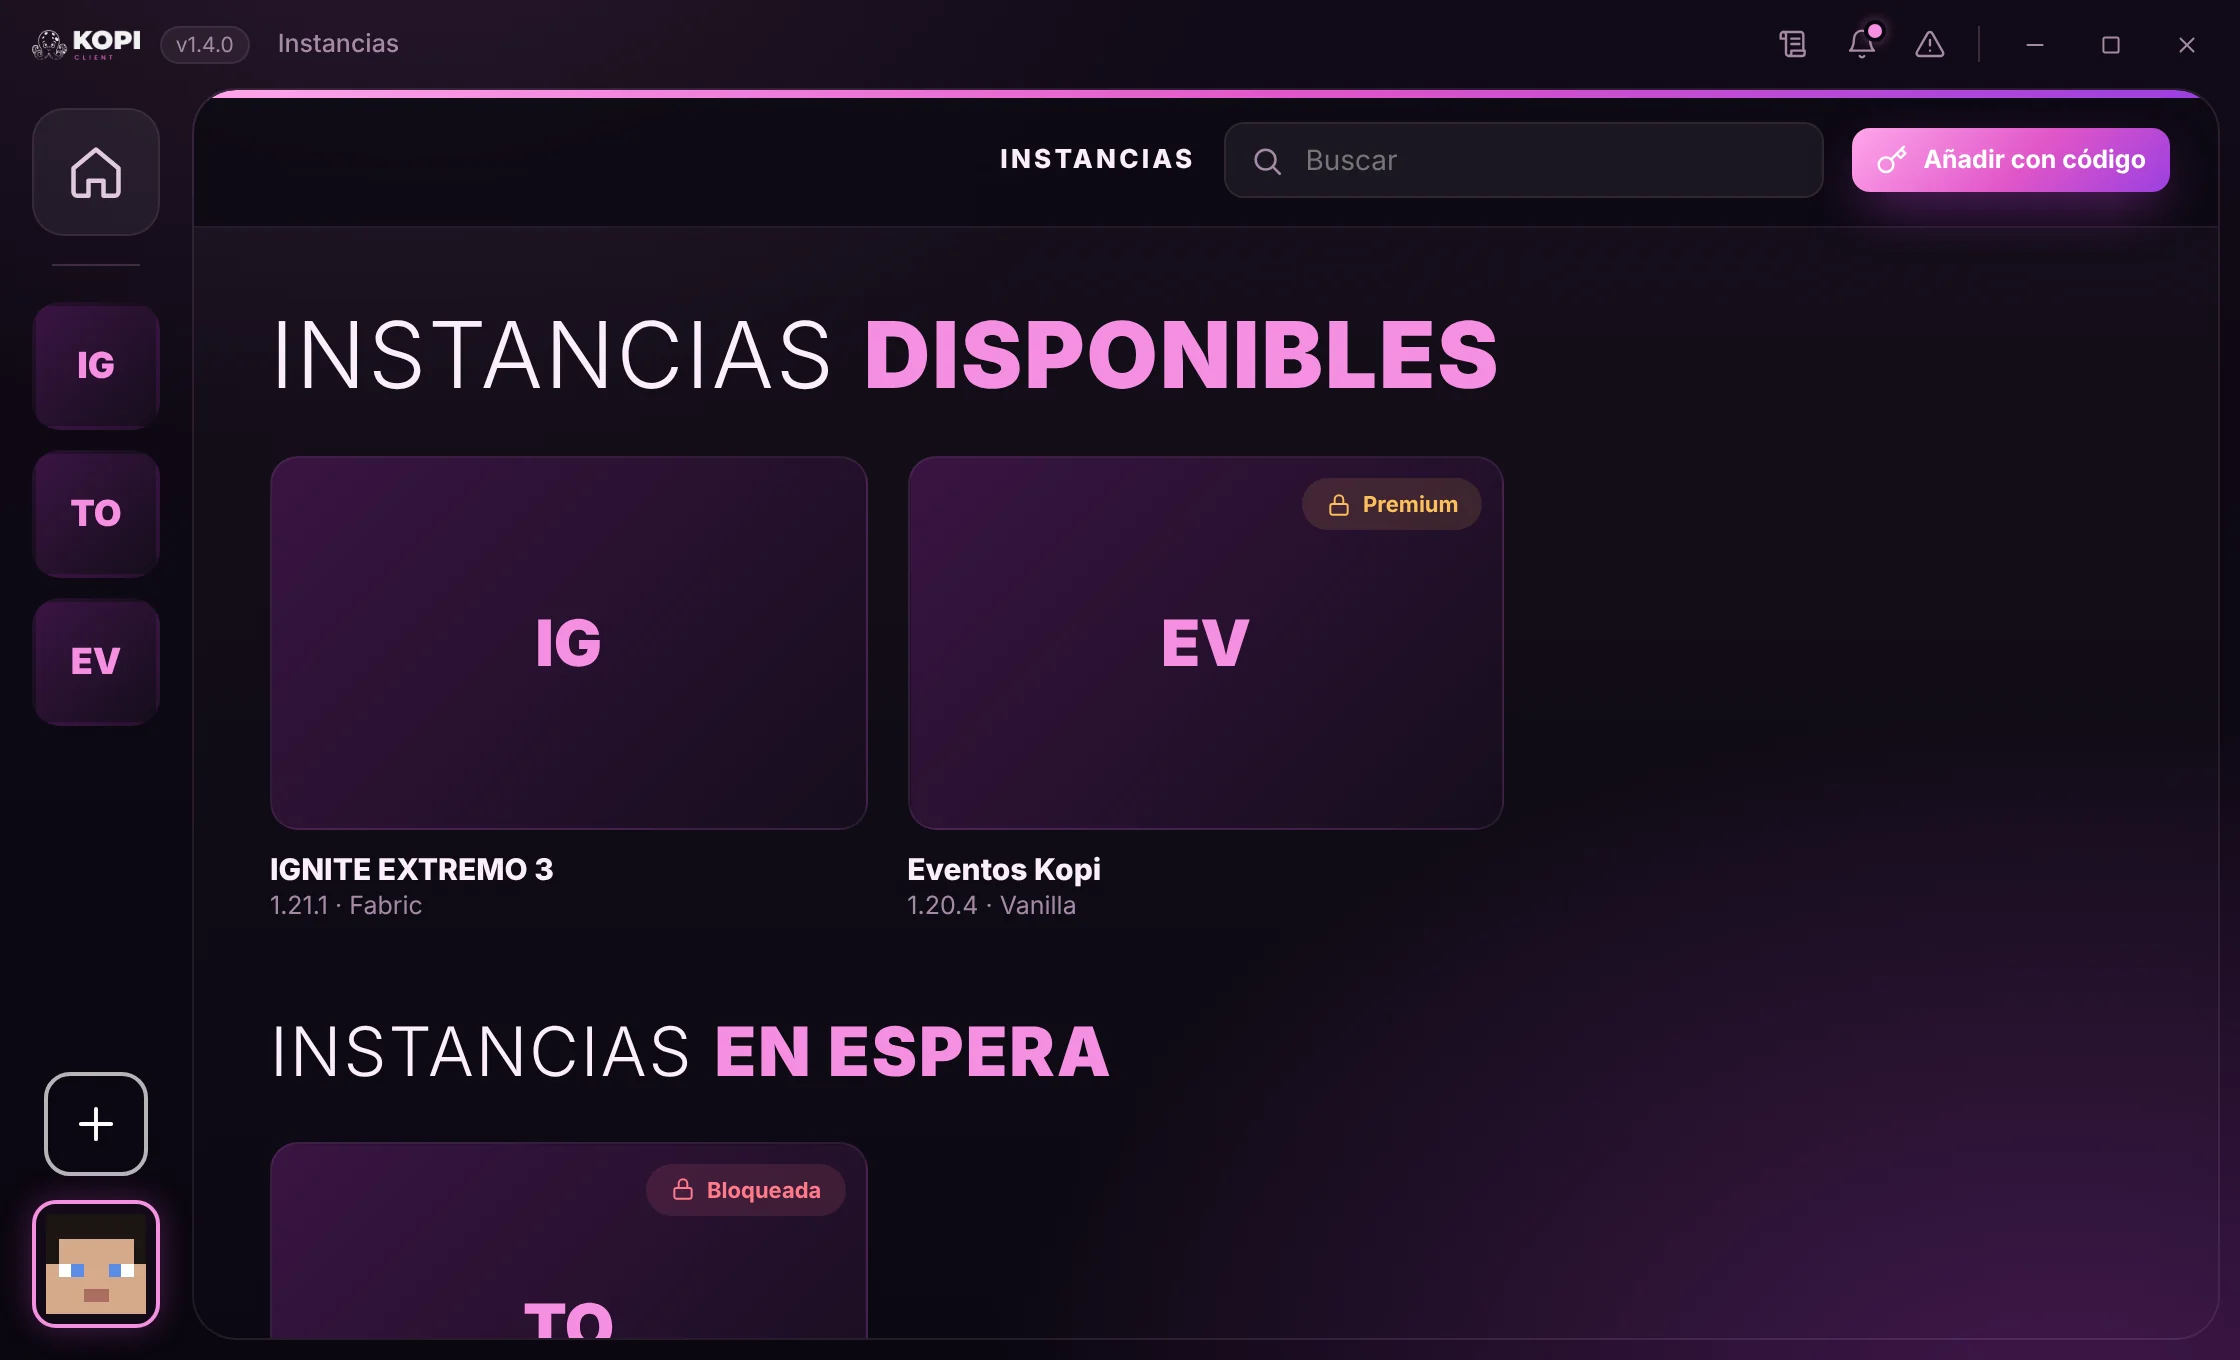 KOPI
CLIENT
v1.4.0
Instancias
INSTANCIAS
Buscar
Añadir con código
IG
TO
EV
INSTANCIAS DISPONIBLES
IG
Premium
EV
IGNITE EXTREMO 3
1.21.1 · Fabric
Eventos Kopi
1.20.4 · Vanilla
INSTANCIAS EN ESPERA
Bloqueada
TO